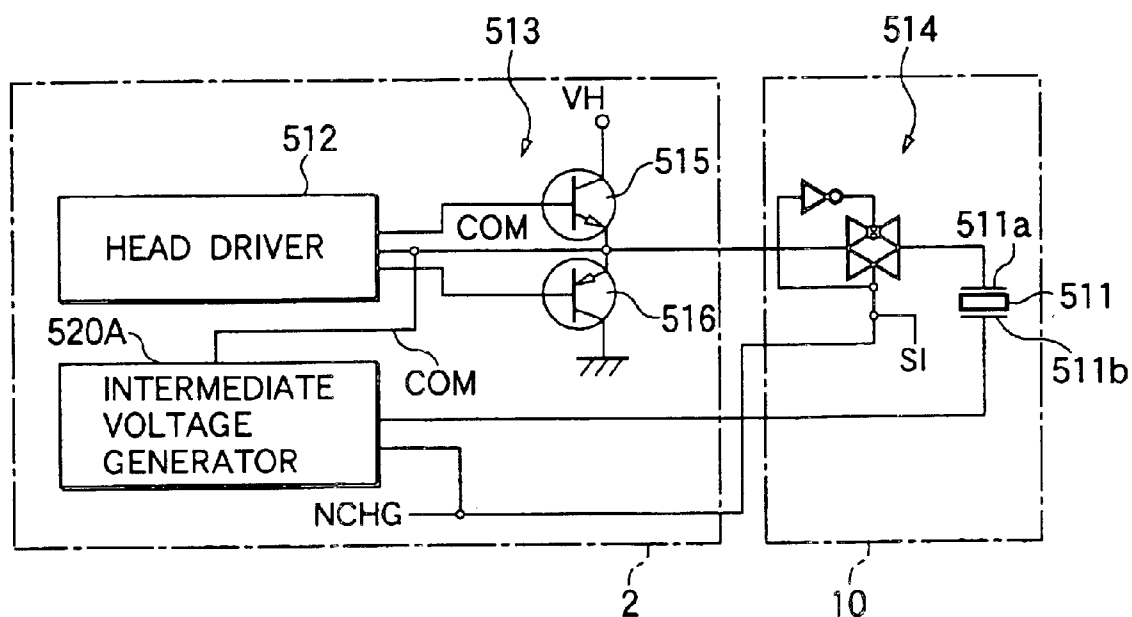 513
514
VH
512
515
HEAD DRIVER
COM
511a
511
516
520A
COM
SI
511b
INTERMEDIATE
VOLTAGE
GENERATOR
NCHG
2
10